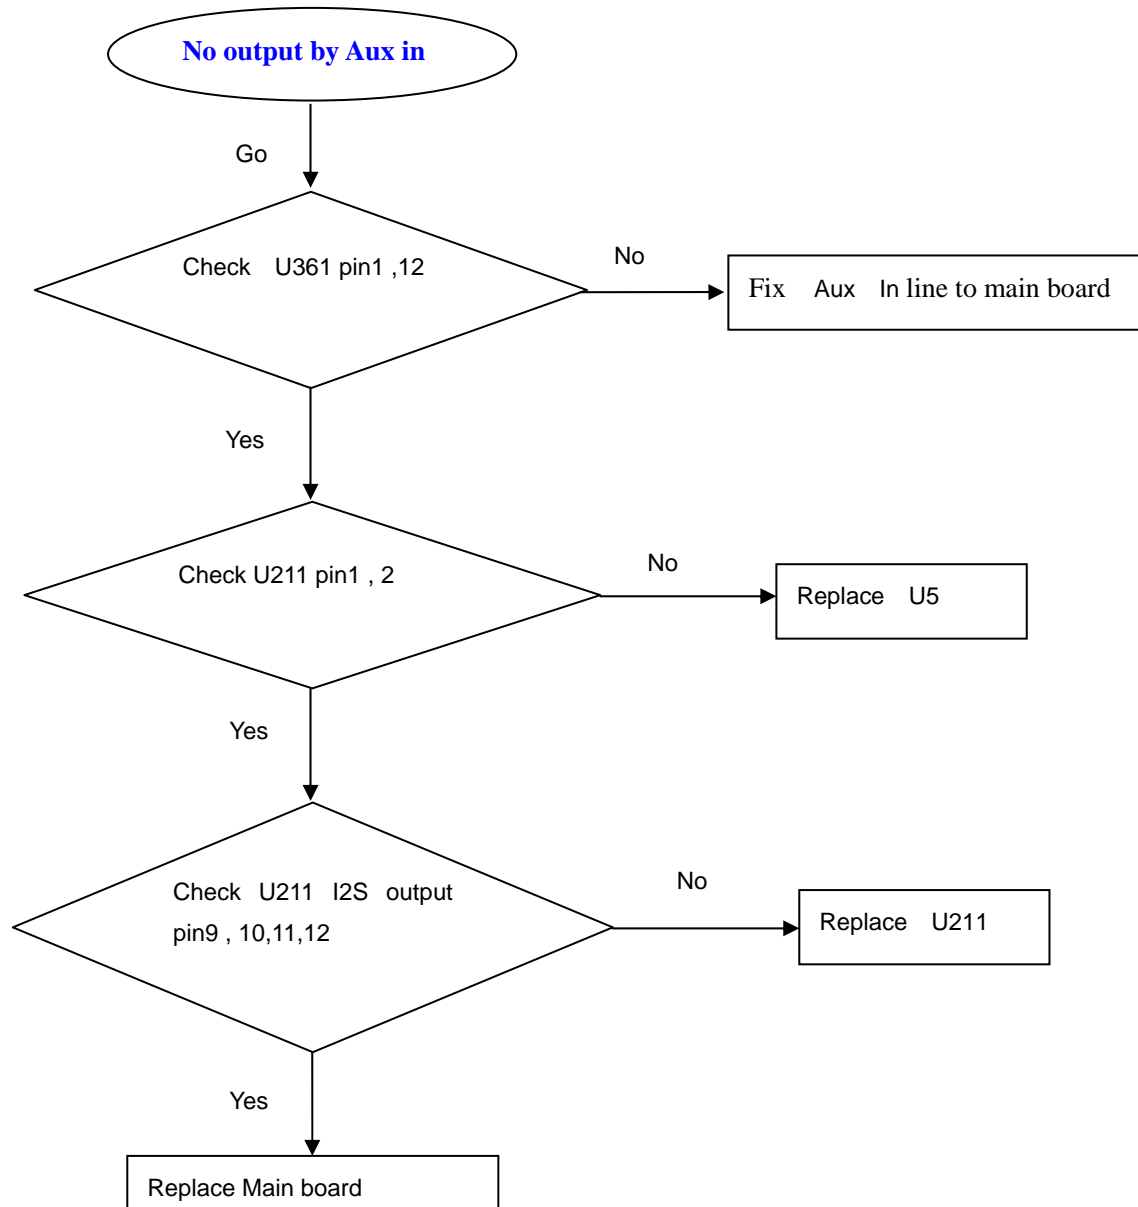 No output by Aux in
Go
Check U361 pin1 ,12
No
Fix Aux In line to main board
Yes
Check U211 pin1 , 2
No
Replace U5
Yes
Check U211 I2S output
pin9 , 10,11,12
No
Replace U211
Yes
Replace Main board